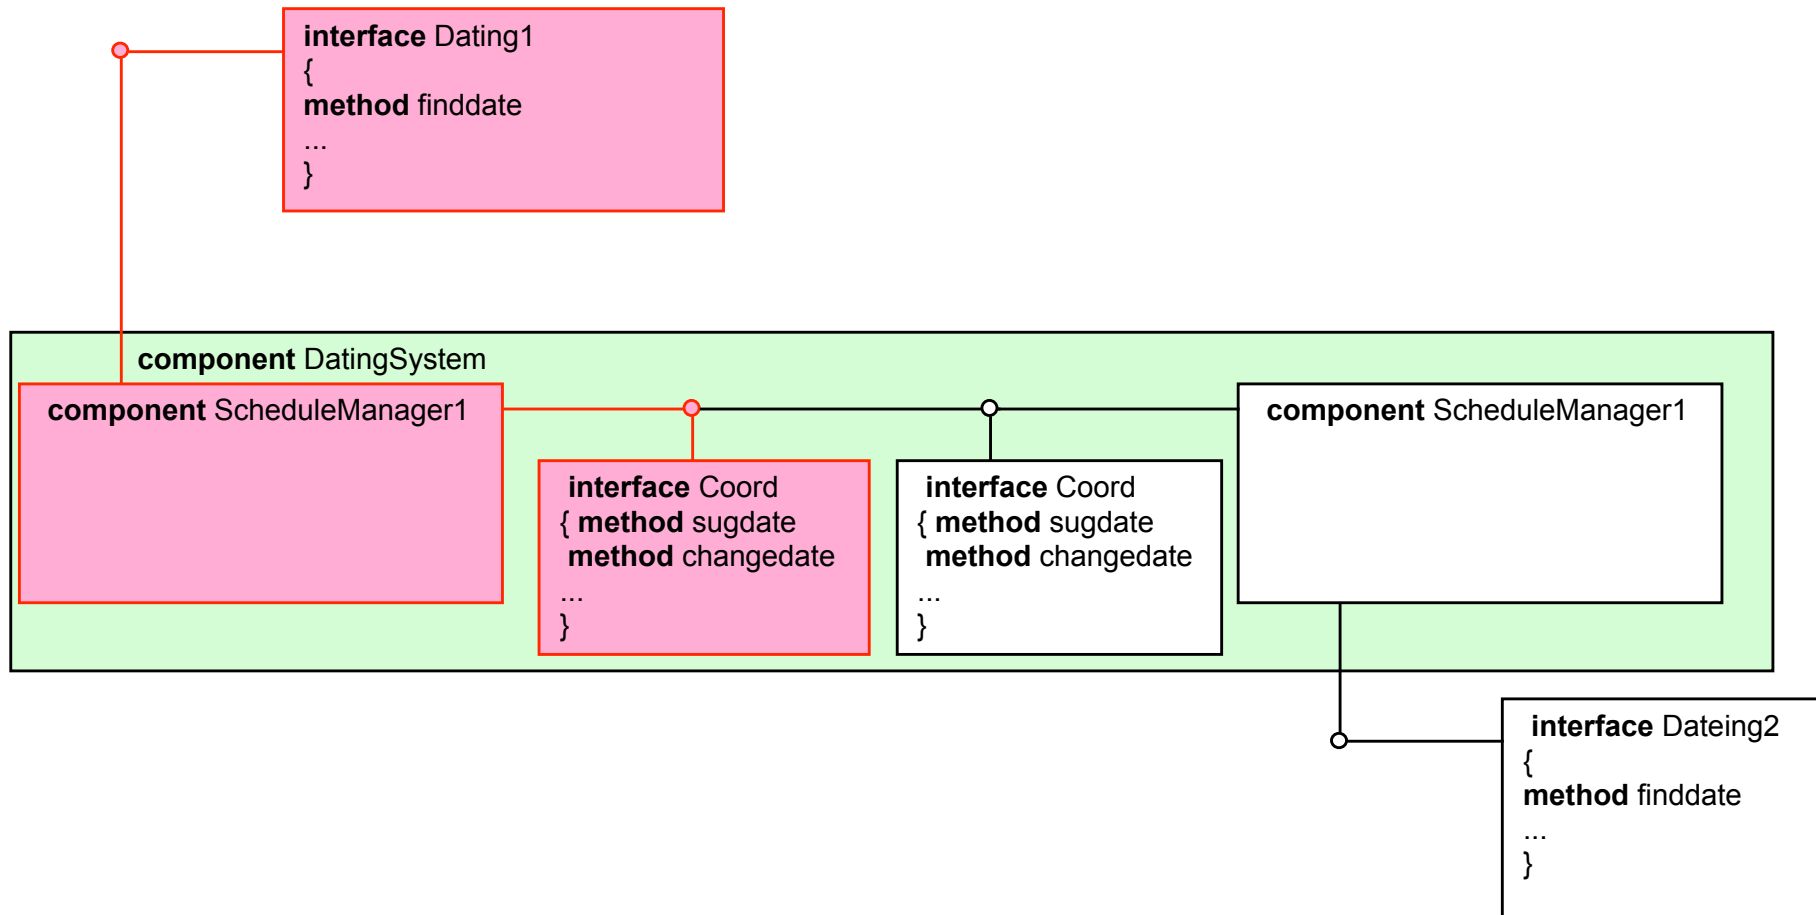 interface Dating1
{
method finddate
...
}
component DatingSystem
component ScheduleManager1
interface Coord
{ method sugdate
method changedate
...
}
interface Coord
{ method sugdate
method changedate
...
}
component ScheduleManager1
interface Dateing2
{
method finddate
...
}